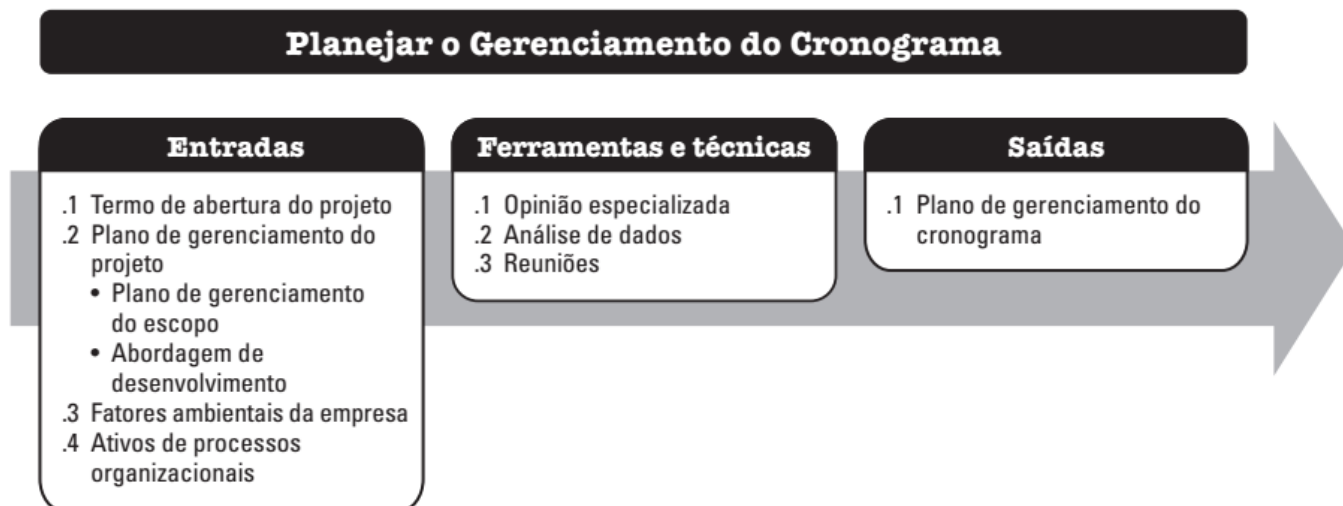 Planejar o Gerenciamento do Cronograma
Entradas
.1 Termo de abertura do projeto
.2 Plano de gerenciamento do
projeto
• Plano de gerenciamento
do escopo
• Abordagem de
desenvolvimento
.3 Fatores ambientais da empresa
.4 Ativos de processos
organizacionais
Ferramentas e técnicas
.1 Opinião especializada
.2 Análise de dados
.3 Reuniões
Saídas
.1 Plano de gerenciamento do
cronograma